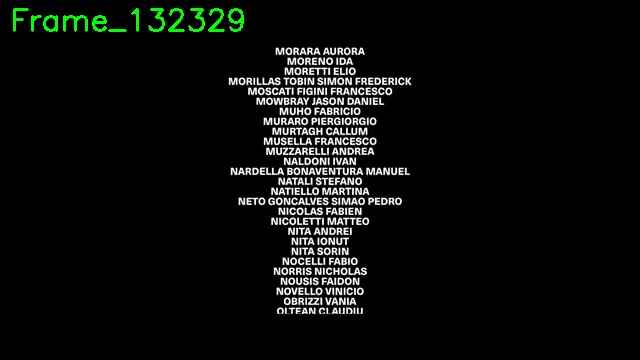 Frame_132329
MORARA AURORA
MORENO IDA
MORETTI ELIO
MORILLAS TOBIN SIMON FREDERICK
MOSCATI FIGINI FRANCESCO
MOWBRAY JASON DANIEL
MUHO FABRICIO
MURARO PIERGIORGIO
MURTAGH CALLUM
MUSELLA FRANCESCO
MUZZARELLI ANDREA
NALDONI IVAN
NARDELLA BONAVENTURA MANUEL
NATALI STEFANO
NATIELLO MARTINA
NETO GONCALVES SIMAO PEDRO
NICOLAS FABIEN
NICOLETTI MATTEO
NITA ANDREI
NITA IONUT
NITA SORIN
NOCELLI FABIO
NORRIS NICHOLAS
NOUSIS FAIDON
NOVELLO VINICIO
OBRIZZI VANIA
OLTEAN CLAUDIU